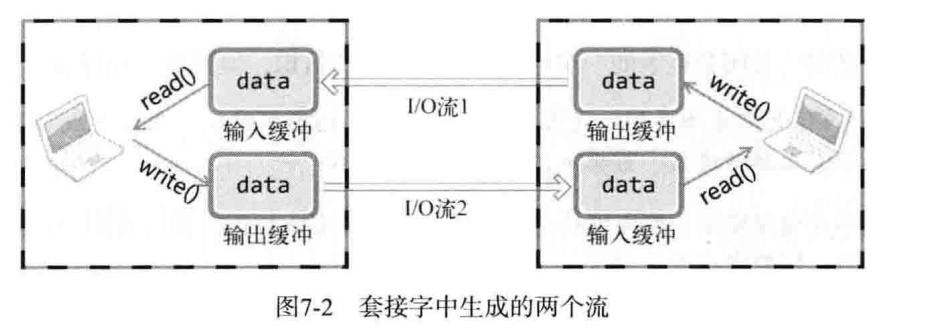 read()
data
输入缓冲
write()
data
输出缓冲
I/O流1
I/O流2
data
输出缓冲
write()
data
输入缓冲
read()
图7-2 套接字中生成的两个流